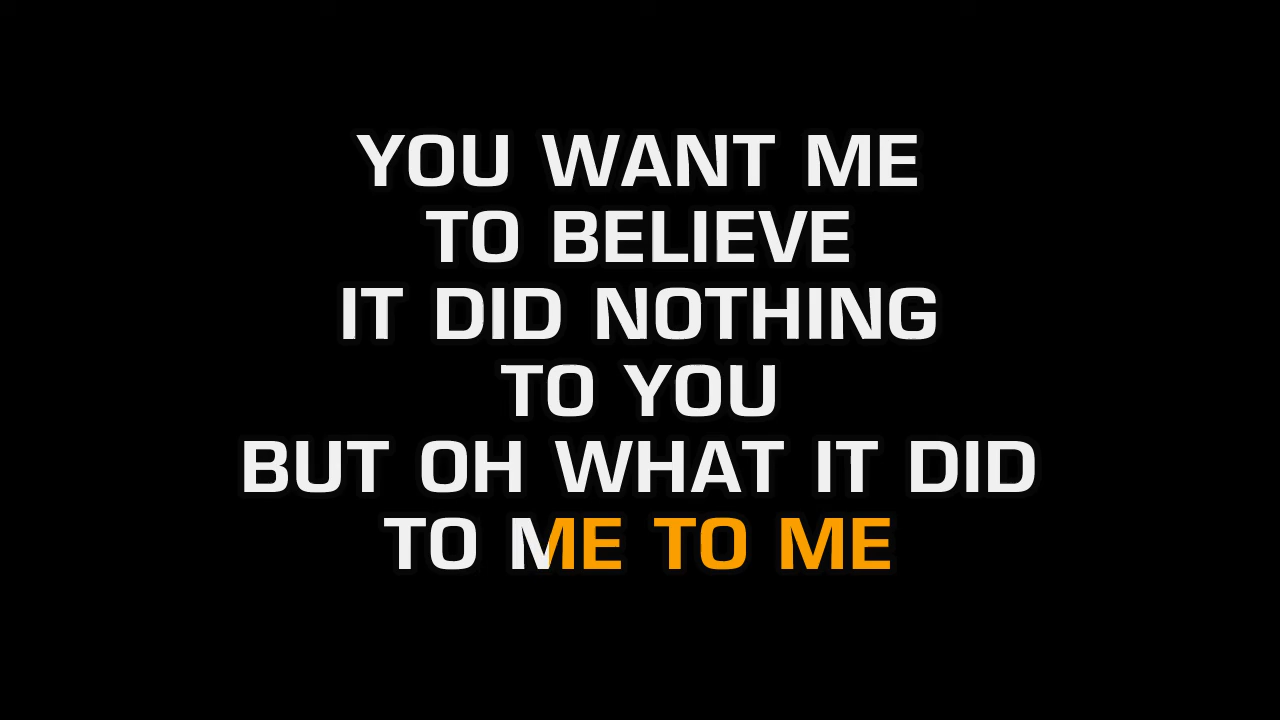 YOU WANT ME
TO BELIEVE
IT DID NOTHING
TO YOU
BUT OH WHAT IT DID
TO ME TO ME